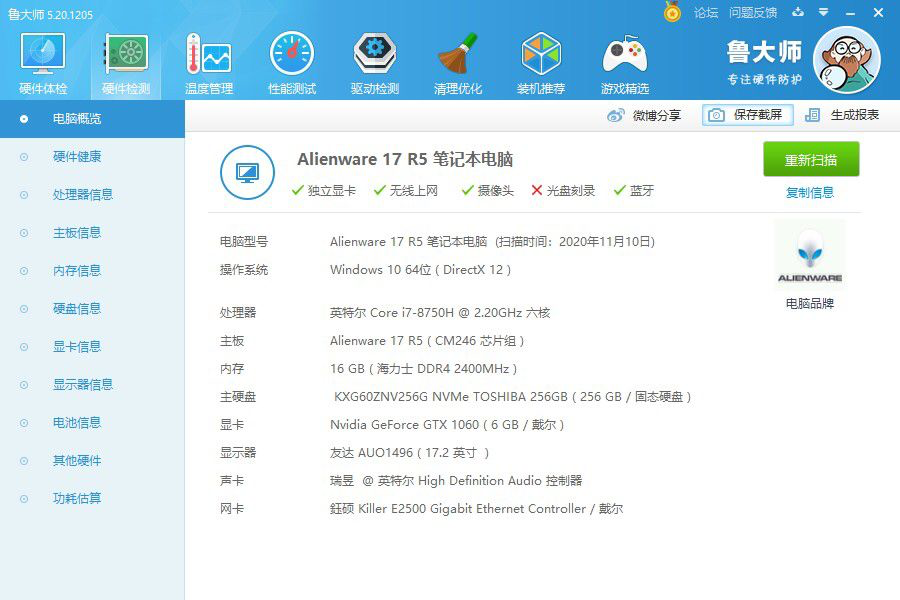 鲁大师 5.20.1205
论坛 问题反馈
硬件体检 硬件检测 温度管理 性能测试 驱动检测 清理优化 装机推荐 游戏精选
鲁大师
专注硬件防护
微博分享 保存截屏 生成报表
电脑概览
硬件健康
处理器信息
主板信息
内存信息
硬盘信息
显卡信息
显示器信息
电池信息
其他硬件
功耗估算
Alienware 17 R5 笔记本电脑
独立显卡 无线上网 摄像头 光盘刻录 蓝牙
重新扫描
复制信息
电脑型号 Alienware 17 R5 笔记本电脑 (扫描时间：2020年11月10日)
操作系统 Windows 10 64位 ( DirectX 12 )
处理器 英特尔 Core i7-8750H @ 2.20GHz 六核
主板 Alienware 17 R5 ( CM246 芯片组 )
内存 16 GB ( 海力士 DDR4 2400MHz )
主硬盘 KXG60ZNV256G NVMe TOSHIBA 256GB ( 256 GB / 固态硬盘 )
显卡 Nvidia GeForce GTX 1060 ( 6 GB / 戴尔 )
显示器 友达 AUO1496 ( 17.2 英寸 )
声卡 瑞昱 @ 英特尔 High Definition Audio 控制器
网卡 鈺硕 Killer E2500 Gigabit Ethernet Controller / 戴尔
ALIENWARE
电脑品牌